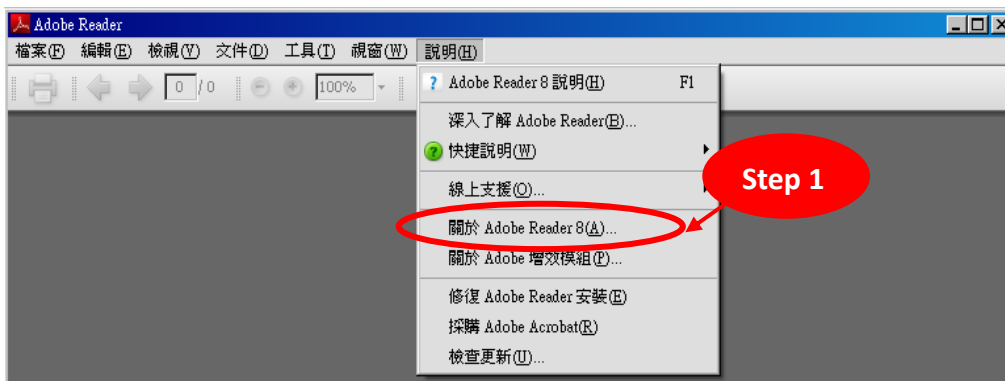 Adobe Reader
檔案(F) 編輯(E) 檢視(V) 文件(D) 工具(T) 視窗(W) 說明(H)
0 / 0 100%
? Adobe Reader 8 說明(H) F1
深入了解 Adobe Reader(B)...
? 快捷說明(W)
線上支援(O)...
Step 1
關於 Adobe Reader 8(A)...
關於 Adobe 增效模組(P)...
修復 Adobe Reader 安裝(E)
採購 Adobe Acrobat(R)
檢查更新(U)...